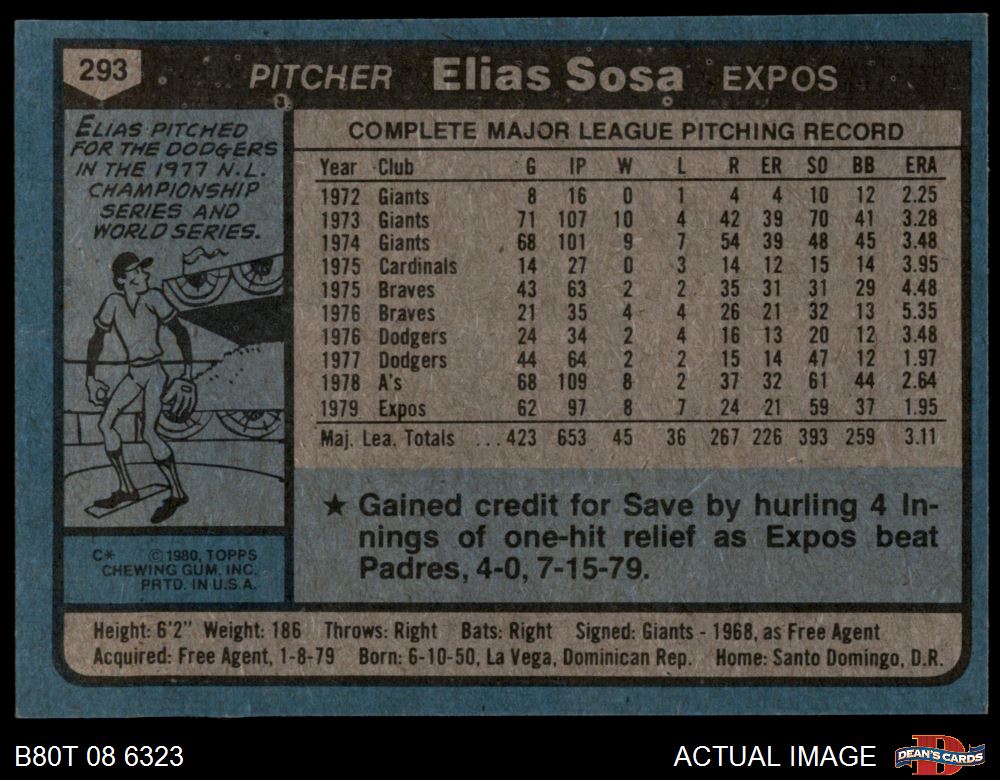 293 PITCHER Elias Sosa EXPOS
ELIAS PITCHED
FOR THE DODGERS
IN THE 1977 N.L.
CHAMPIONSHIP
SERIES AND
WORLD SERIES.
COMPLETE MAJOR LEAGUE PITCHING RECORD
Year Club G IP W L R ER SO BB ERA
1972 Giants 8 16 0 1 4 4 10 12 2.25
1973 Giants 71 107 10 4 42 39 70 41 3.28
1974 Giants 68 101 9 7 54 39 48 45 3.48
1975 Cardinals 14 27 0 3 14 12 15 14 3.95
1975 Braves 43 63 2 2 35 31 31 29 4.48
1976 Braves 21 35 4 4 26 21 32 13 5.35
1976 Dodgers 24 34 2 4 16 13 20 12 3.48
1977 Dodgers 44 64 2 2 15 14 47 12 1.97
1978 A's 68 109 8 2 37 32 61 44 2.64
1979 Expos 62 97 8 7 24 21 59 37 1.95
Maj. Lea. Totals ...423 653 45 36 267 226 393 259 3.11
★ Gained credit for Save by hurling 4 In-
nings of one-hit relief as Expos beat
Padres, 4-0, 7-15-79.
C* © 1980, TOPPS
CHEWING GUM, INC.
PRTD. IN U.S.A.
Height: 6'2" Weight: 186 Throws: Right Bats: Right Signed: Giants - 1968, as Free Agent
Acquired: Free Agent, 1-8-79 Born: 6-10-50, La Vega, Dominican Rep. Home: Santo Domingo, D.R.
B80T 08 6323 ACTUAL IMAGE D DEAN'S CARDS